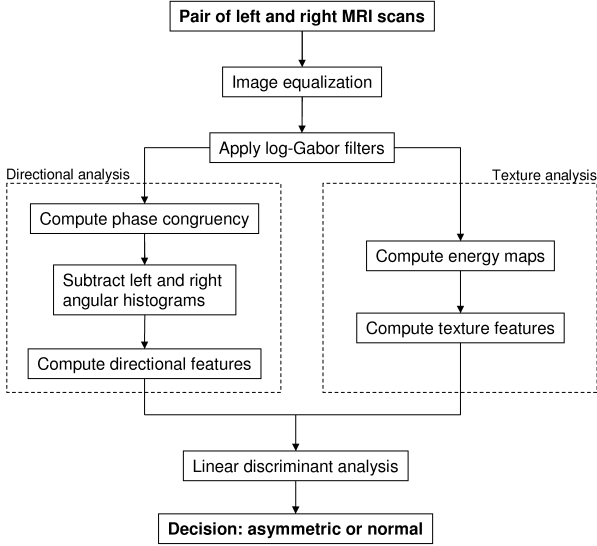 Pair of left and right MRI scans
Image equalization
Apply log-Gabor filters
Directional analysis
Compute phase congruency
Subtract left and right
angular histograms
Compute directional features
Texture analysis
Compute energy maps
Compute texture features
Linear discriminant analysis
Decision: asymmetric or normal